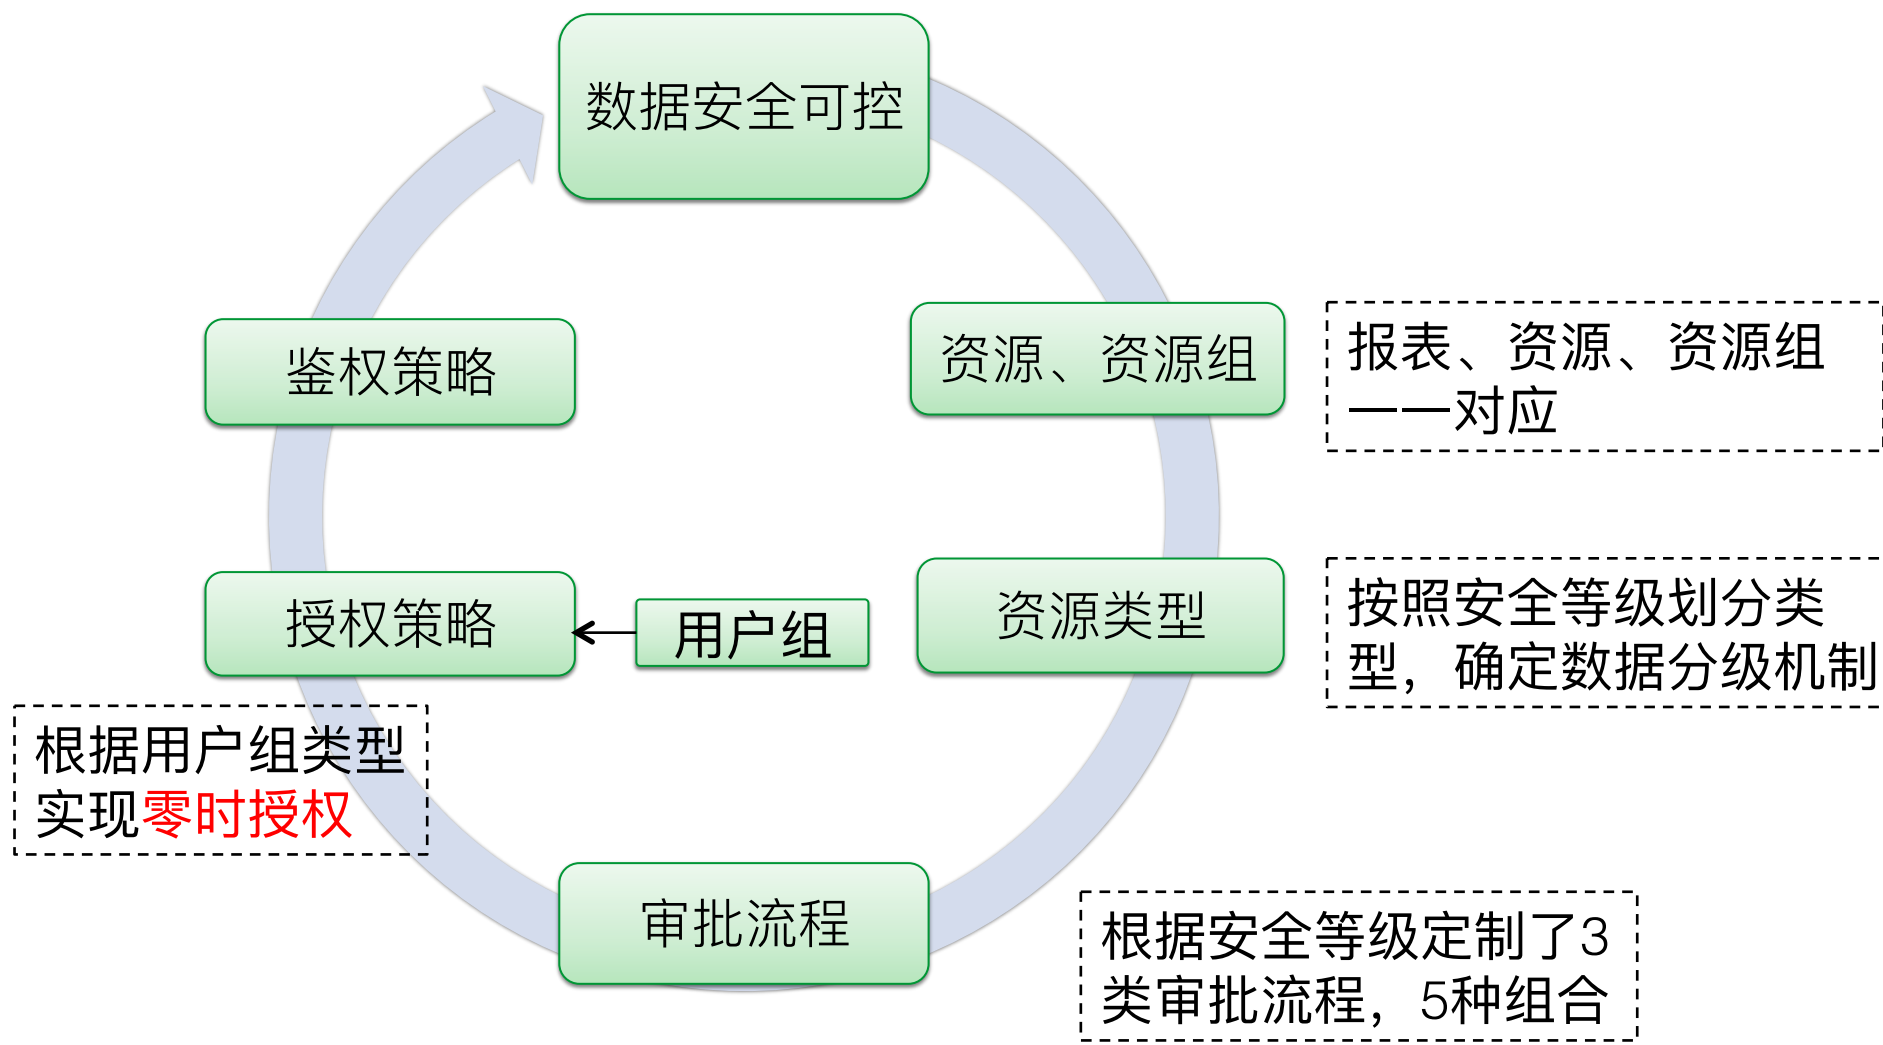 数据安全可控
鉴权策略
资源、资源组
报表、资源、资源组
一一对应
授权策略
用户组
资源类型
按照安全等级划分类
型，确定数据分级机制
根据用户组类型
实现零时授权
审批流程
根据安全等级定制了3
类审批流程，5种组合